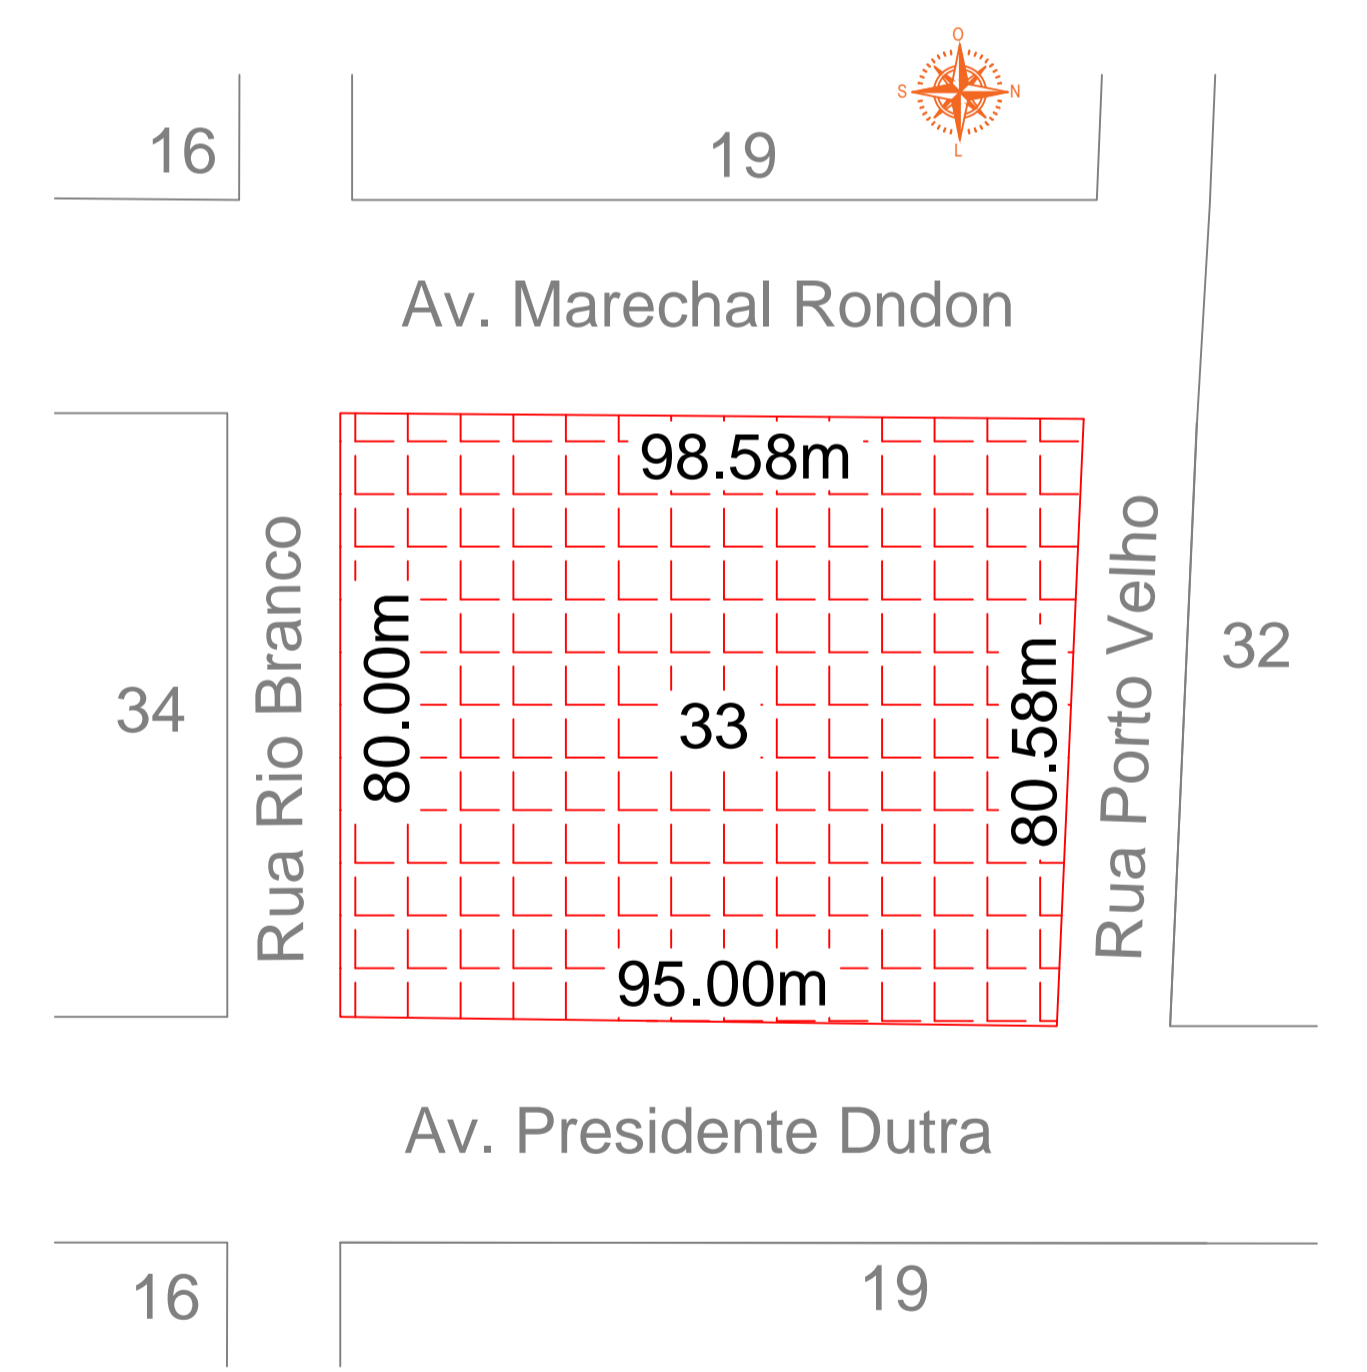 O
S
N
L
16
19
Av. Marechal Rondon
98.58m
Rua Rio Branco
80.00m
33
80.58m
Rua Porto Velho
34
32
95.00m
Av. Presidente Dutra
16
19